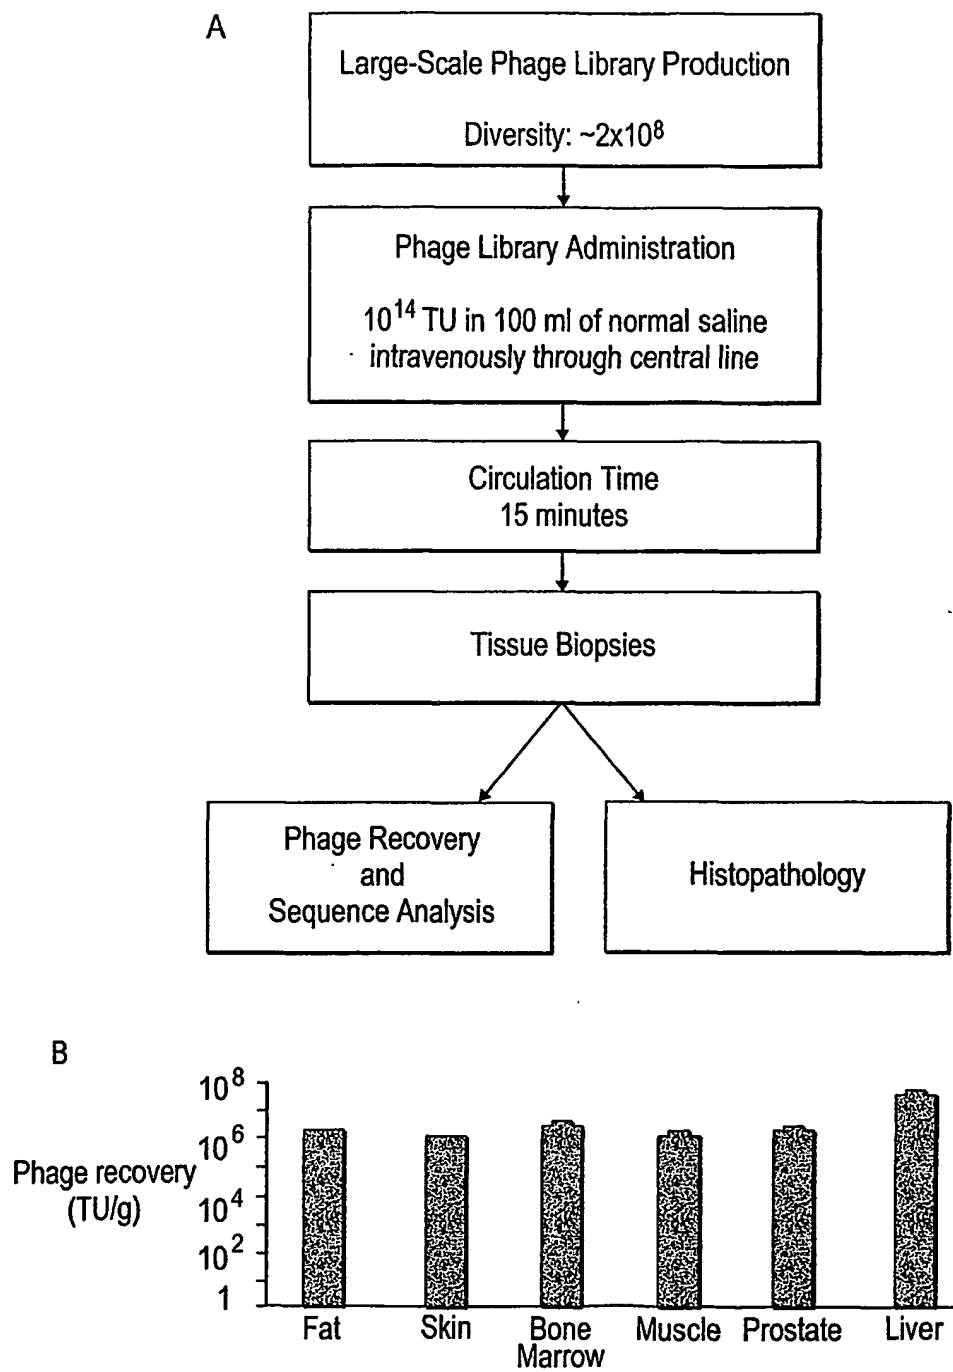 A
Large-Scale Phage Library Production
Diversity: ~2x10⁸
Phage Library Administration
10¹⁴ TU in 100 ml of normal saline
intravenously through central line
Circulation Time
15 minutes
Tissue Biopsies
Phage Recovery
and
Sequence Analysis
Histopathology
B
Phage recovery
(TU/g)
10⁸
10⁶
10⁴
10²
1
Fat
Skin
Bone
Marrow
Muscle
Prostate
Liver